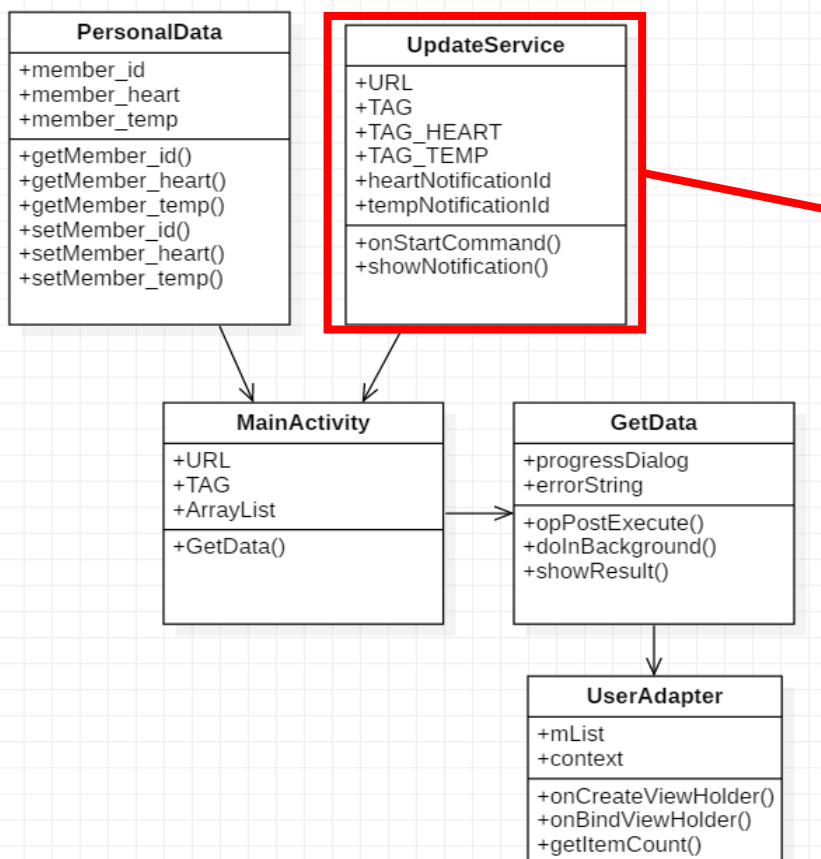 PersonalData
+member_id
+member_heart
+member_temp
+getMember_id()
+getMember_heart()
+getMember_temp()
+setMember_id()
+setMember_heart()
+setMember_temp()
UpdateService
+URL
+TAG
+TAG_HEART
+TAG_TEMP
+heartNotificationId
+tempNotificationId
+onStartCommand()
+showNotification()
MainActivity
+URL
+TAG
+ArrayList
+GetData()
GetData
+progressDialog
+errorString
+opPostExecute()
+doInBackground()
+showResult()
UserAdapter
+mList
+context
+onCreateViewHolder()
+onBindViewHolder()
+getItemCount()